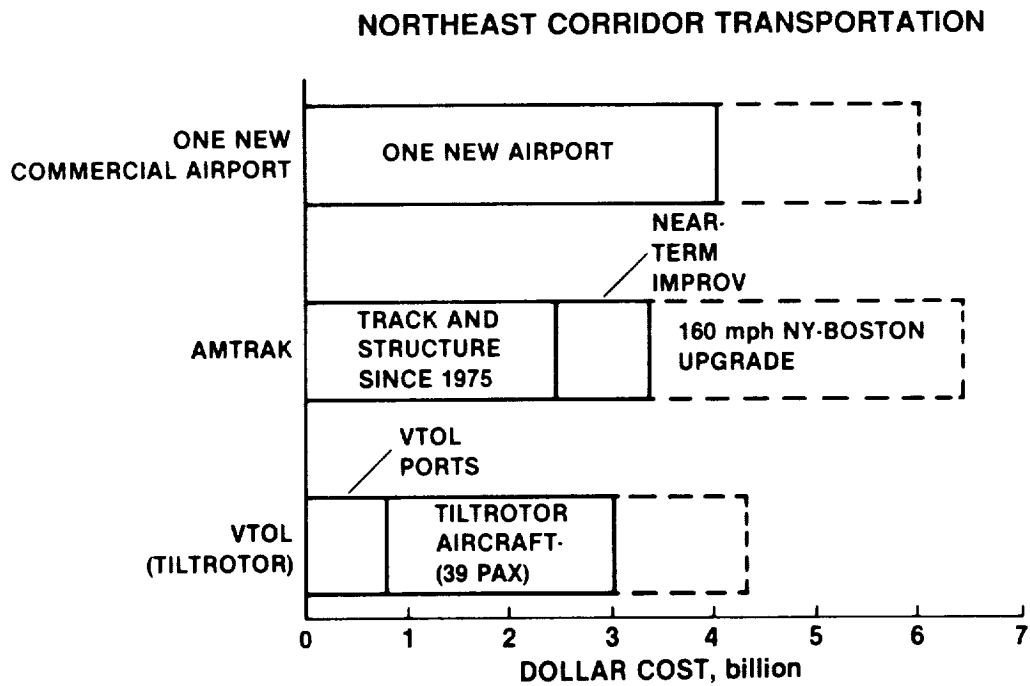 NORTHEAST CORRIDOR TRANSPORTATION
ONE NEW
COMMERCIAL AIRPORT
ONE NEW AIRPORT
NEAR-
TERM
IMPROV
AMTRAK
TRACK AND
STRUCTURE
SINCE 1975
160 mph NY-BOSTON
UPGRADE
VTOL
PORTS
VTOL
(TILTROTOR)
TILTROTOR
AIRCRAFT-
(39 PAX)
0 1 2 3 4 5 6 7
DOLLAR COST, billion